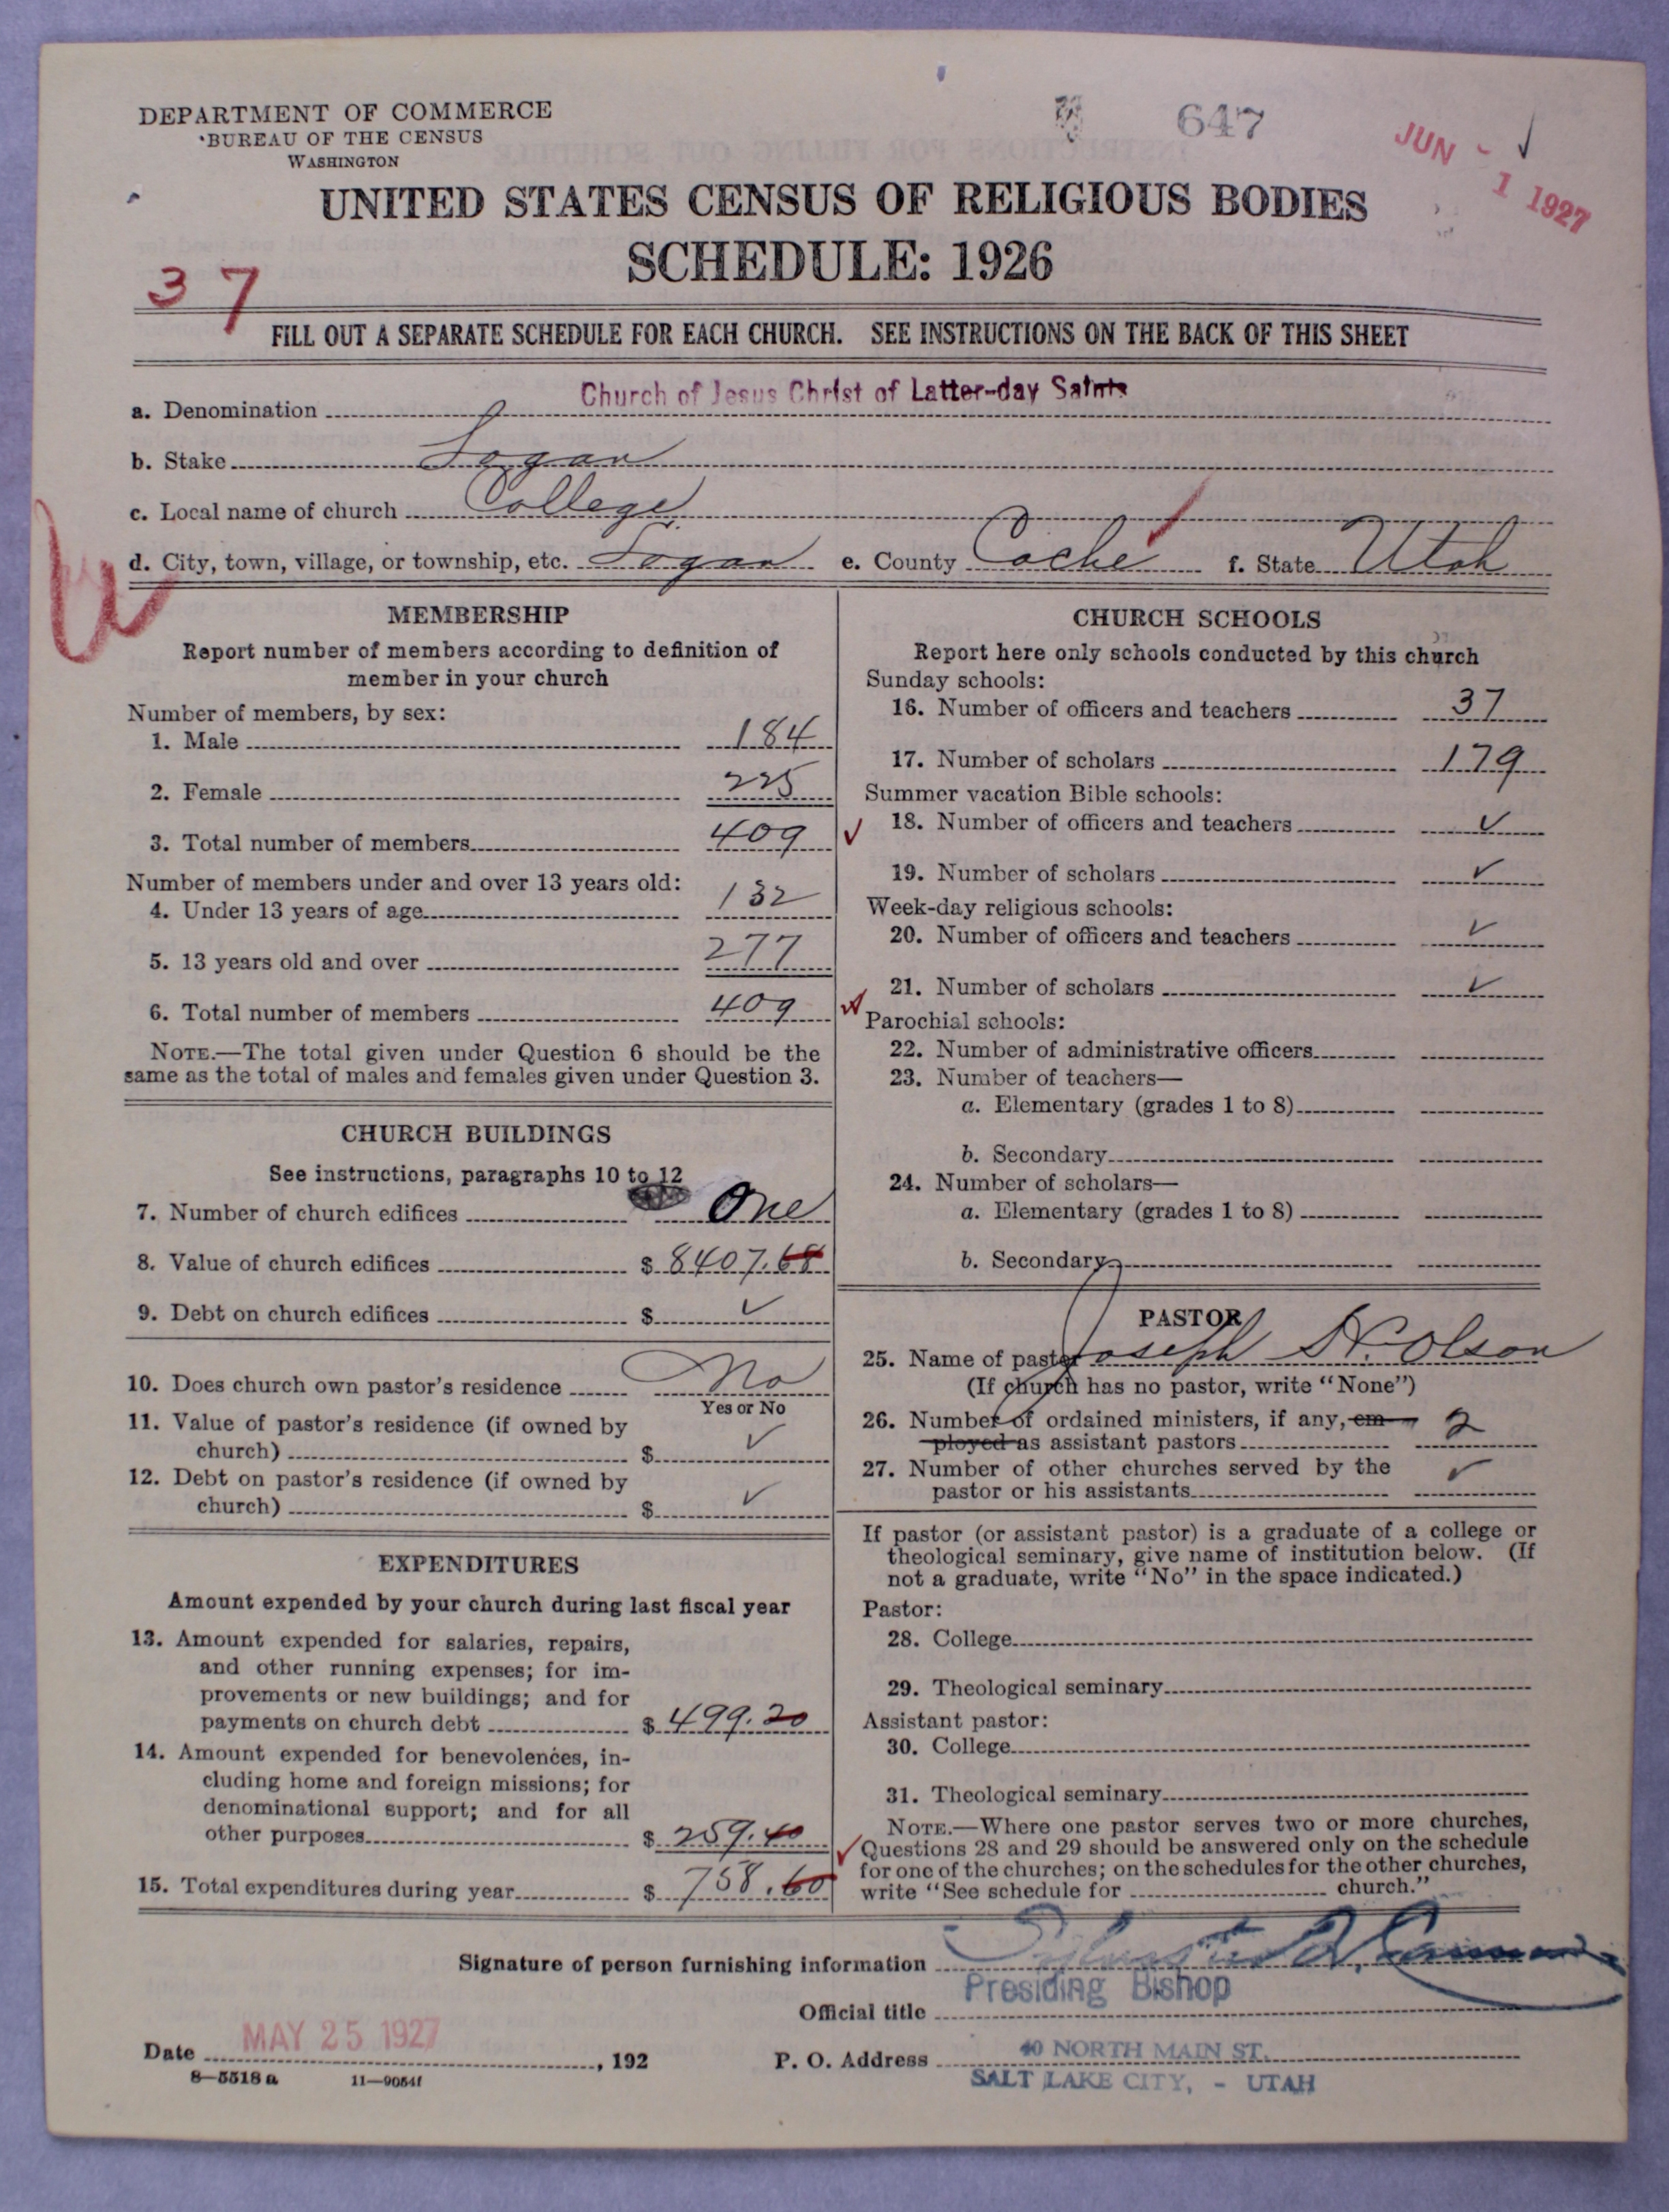 DEPARTMENT OF COMMERCE
BUREAU OF THE CENSUS
WASHINGTON
647
JUN - 1 1927
UNITED STATES CENSUS OF RELIGIOUS BODIES
SCHEDULE: 1926
37
FILL OUT A SEPARATE SCHEDULE FOR EACH CHURCH. SEE INSTRUCTIONS ON THE BACK OF THIS SHEET
a. Denomination Church of Jesus Christ of Latter-day Saints
b. Stake Logan
c. Local name of church College
d. City, town, village, or township, etc. Logan e. County Cache f. State Utah
MEMBERSHIP
Report number of members according to definition of
member in your church
Number of members, by sex:
1. Male 184
2. Female 225
3. Total number of members 409
Number of members under and over 13 years old:
4. Under 13 years of age 132
5. 13 years old and over 277
6. Total number of members 409
NOTE.—The total given under Question 6 should be the
same as the total of males and females given under Question 3.
CHURCH BUILDINGS
See instructions, paragraphs 10 to 12
7. Number of church edifices One
8. Value of church edifices $ 8407.68
9. Debt on church edifices $ ✓
10. Does church own pastor's residence No
Yes or No
11. Value of pastor's residence (if owned by
church) $ ✓
12. Debt on pastor's residence (if owned by
church) $ ✓
EXPENDITURES
Amount expended by your church during last fiscal year
13. Amount expended for salaries, repairs,
and other running expenses; for im-
provements or new buildings; and for
payments on church debt $ 499.20
14. Amount expended for benevolences, in-
cluding home and foreign missions; for
denominational support; and for all
other purposes $ 259.40
15. Total expenditures during year $ 758.60
CHURCH SCHOOLS
Report here only schools conducted by this church
Sunday schools:
16. Number of officers and teachers 37
17. Number of scholars 179
Summer vacation Bible schools:
18. Number of officers and teachers ✓
19. Number of scholars ✓
Week-day religious schools:
20. Number of officers and teachers ✓
21. Number of scholars ✓
Parochial schools:
22. Number of administrative officers
23. Number of teachers—
a. Elementary (grades 1 to 8)
b. Secondary
24. Number of scholars—
a. Elementary (grades 1 to 8)
b. Secondary
PASTOR
25. Name of pastor Joseph Olson
(If church has no pastor, write "None")
26. Number of ordained ministers, if any, em-
ployed as assistant pastors 2
27. Number of other churches served by the
pastor or his assistants ✓
If pastor (or assistant pastor) is a graduate of a college or
theological seminary, give name of institution below. (If
not a graduate, write "No" in the space indicated.)
Pastor:
28. College
29. Theological seminary
Assistant pastor:
30. College
31. Theological seminary
NOTE.—Where one pastor serves two or more churches,
Questions 28 and 29 should be answered only on the schedule
for one of the churches; on the schedules for the other churches,
write "See schedule for church."
Signature of person furnishing information
Official title Presiding Bishop
Date MAY 25 1927, 192
P. O. Address 40 NORTH MAIN ST.
SALT LAKE CITY, - UTAH
8—5518 a 11—9054f